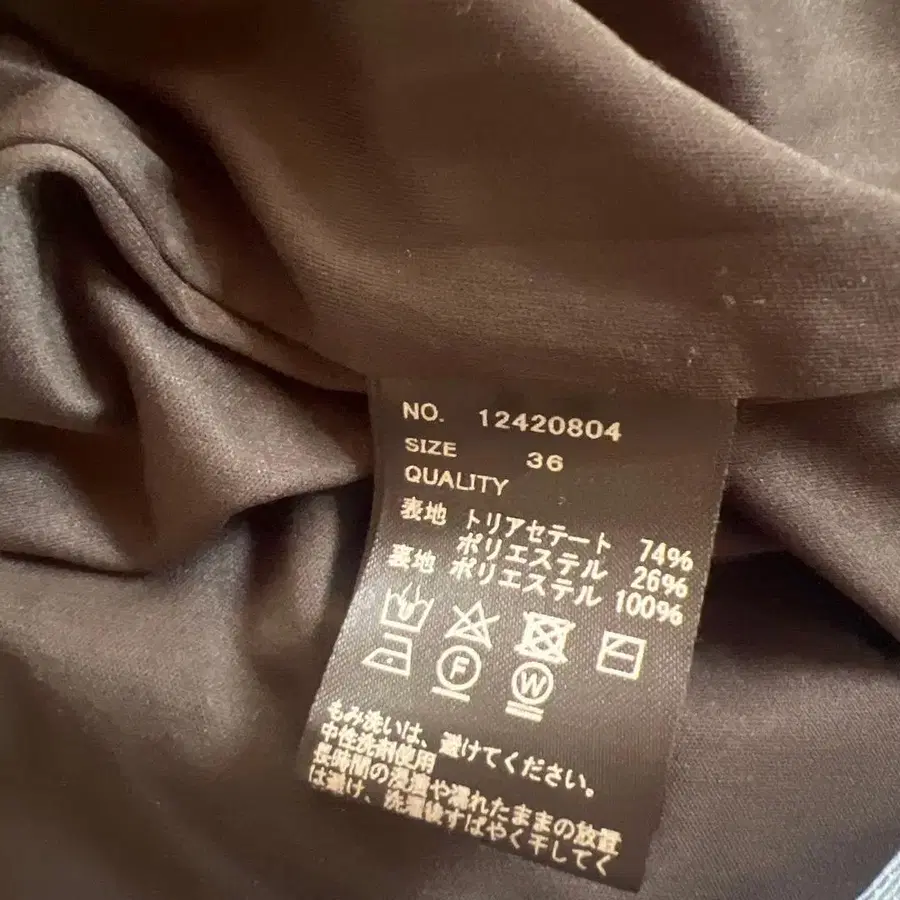 NO. 12420804
SIZE 36
QUALITY
表地 トリアセテート 74%
ポリエステル 26%
裏地 ポリエステル 100%
F W
もみ洗いは、避けてください。
中性洗剤使用
長時間の浸漬や濡れたままの放置
は避け、洗濯後すばやく干してく